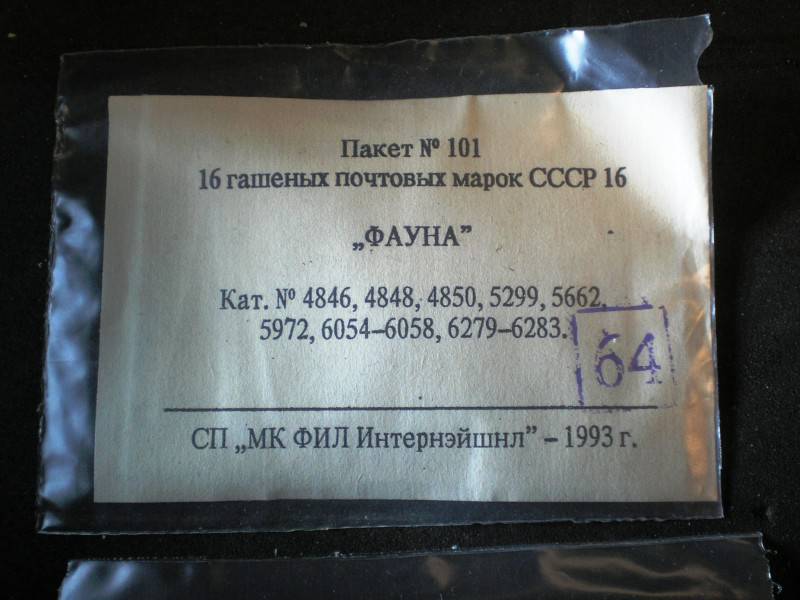 Пакет № 101
16 гашеных почтовых марок СССР 16
„ФАУНА”
Кат. № 4846, 4848, 4850, 5299, 5662,
5972, 6054–6058, 6279–6283.
64
СП „МК ФИЛ Интернэйшнл” – 1993 г.